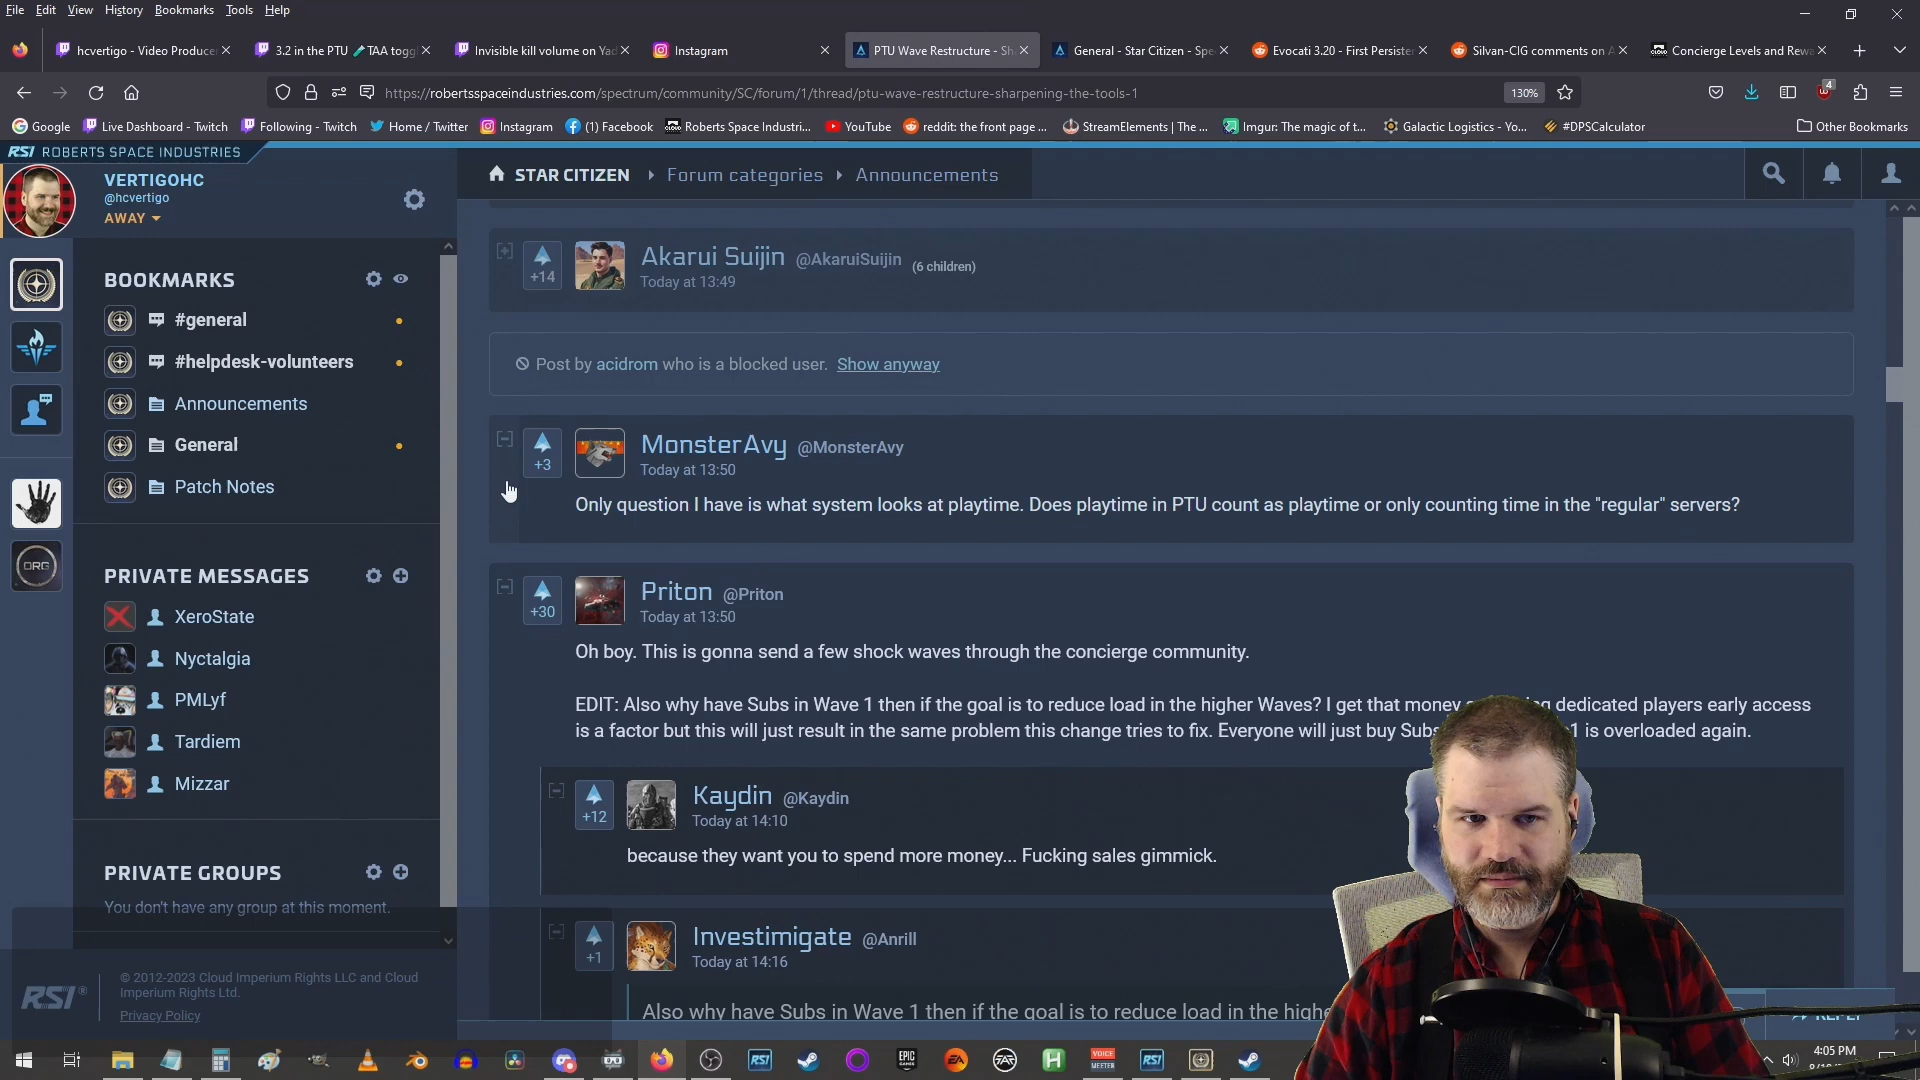 File Edit View History Bookmarks Tools Help
hcvertigo - Video Produce
3.2 in the PTU 🧪TAA togg
Invisible kill volume on Ya
Instagram
PTU Wave Restructure - S
General - Star Citizen - Spe
Evocati 3.20 - First Persiste
Silvan-CIG comments on A
Concierge Levels and Rewa
https://robertsspaceindustries.com/spectrum/community/SC/forum/1/thread/ptu-wave-restructure-sharpening-the-tools-1
130%
4
Google Live Dashboard - Twitch Following - Twitch Home / Twitter Instagram (1) Facebook Roberts Space Industri... YouTube reddit: the front page ... StreamElements | The ... Imgur: The magic of t... Galactic Logistics - Yo... #DPSCalculator Other Bookmarks
RSI ROBERTS SPACE INDUSTRIES
VERTIGOHC
@hcvertigo
AWAY
STAR CITIZEN Forum categories Announcements
BOOKMARKS
#general
#helpdesk-volunteers
Announcements
General
Patch Notes
ORG
PRIVATE MESSAGES
XeroState
Nyctalgia
PMLyf
Tardiem
Mizzar
PRIVATE GROUPS
You don't have any group at this moment.
RSI
© 2012-2023 Cloud Imperium Rights LLC and Cloud
Imperium Rights Ltd.
Privacy Policy
+14
Akarui Suijin @AkaruiSuijin (6 children)
Today at 13:49
Post by acidrom who is a blocked user. Show anyway
+3
MonsterAvy @MonsterAvy
Today at 13:50
Only question I have is what system looks at playtime. Does playtime in PTU count as playtime or only counting time in the "regular" servers?
+30
Priton @Priton
Today at 13:50
Oh boy. This is gonna send a few shock waves through the concierge community.
EDIT: Also why have Subs in Wave 1 then if the goal is to reduce load in the higher Waves? I get that money dedicated players early access
is a factor but this will just result in the same problem this change tries to fix. Everyone will just buy Subs 1 is overloaded again.
+12
Kaydin @Kaydin
Today at 14:10
because they want you to spend more money... Fucking sales gimmick.
+1
Investimigate @Anrill
Today at 14:16
Also why have Subs in Wave 1 then if the goal is to reduce load in the highe
RSI
EPIC GAMES
EA
VOICE MEETER
RSI
4:05 PM